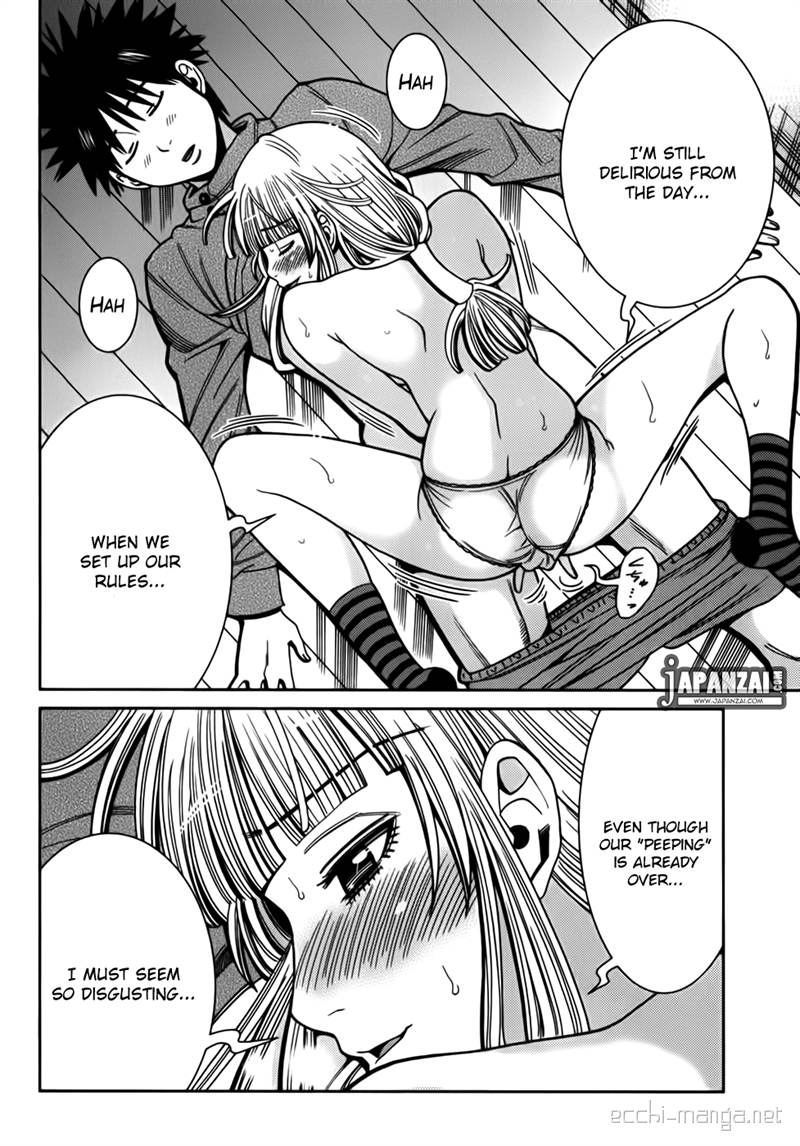 HAH
I'M STILL
DELIRIOUS FROM
THE DAY...
HAH
WHEN WE
SET UP OUR
RULES...
JAPANZAI.COM
WWW.JAPANZAI.COM
EVEN THOUGH
OUR "PEEPING"
IS ALREADY
OVER...
I MUST SEEM
SO DISGUSTING...
ecchi-manga.net